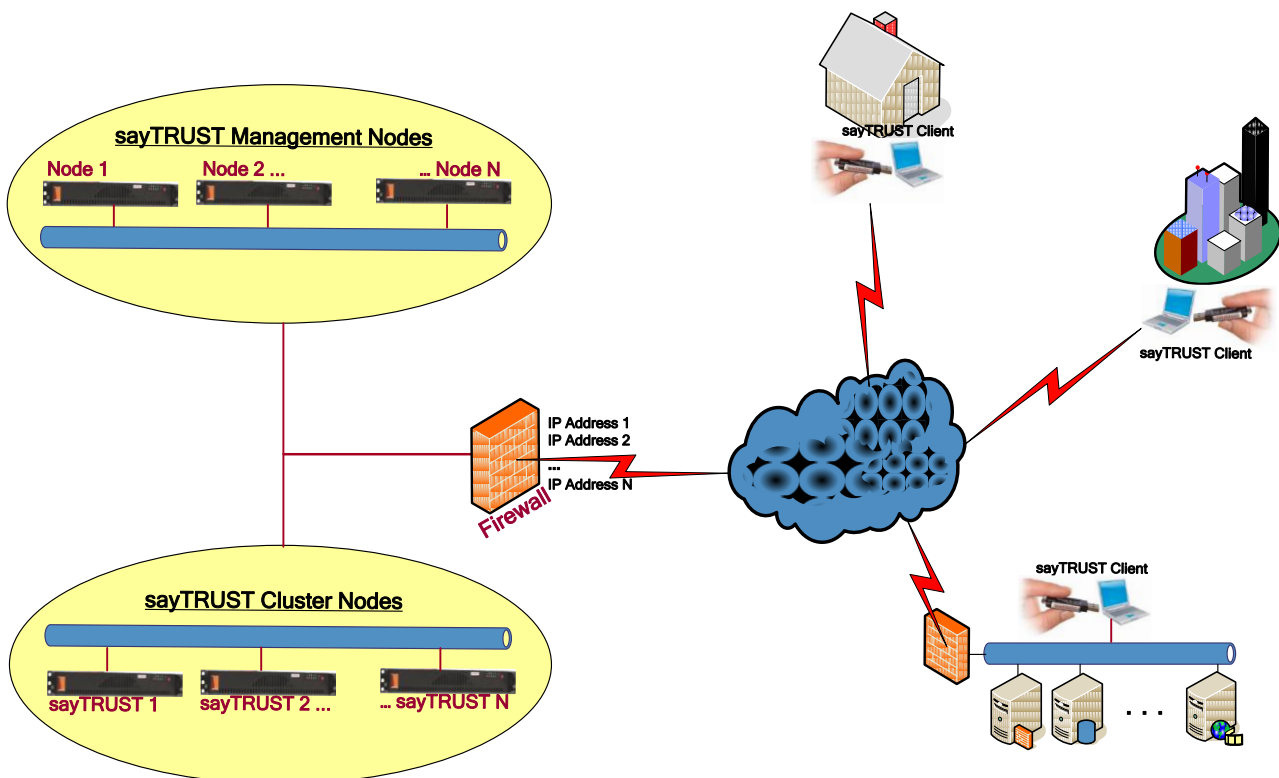 sayTRUST Management Nodes
Node 1
Node 2 ...
... Node N
sayTRUST Client
sayTRUST Client
IP Address 1
IP Address 2
...
IP Address N
Firewall
sayTRUST Cluster Nodes
sayTRUST 1
sayTRUST 2 ...
... sayTRUST N
sayTRUST Client
. . .